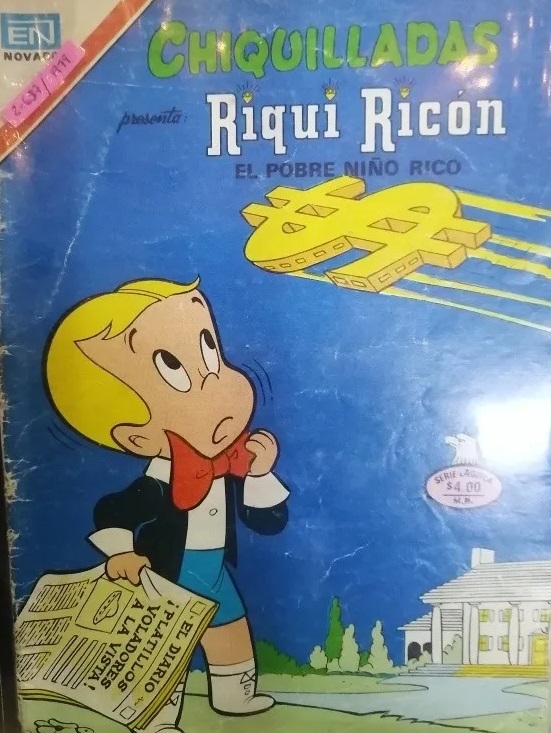 EN
NOVARO
CHIQUILLADAS
presenta:
Riqui Ricón
EL POBRE NIÑO RICO
SERIE AGUILA
$4.00
M.N.
EL DIARIO
¡PLATILLOS
VOLADORES
A LA
VISTA!